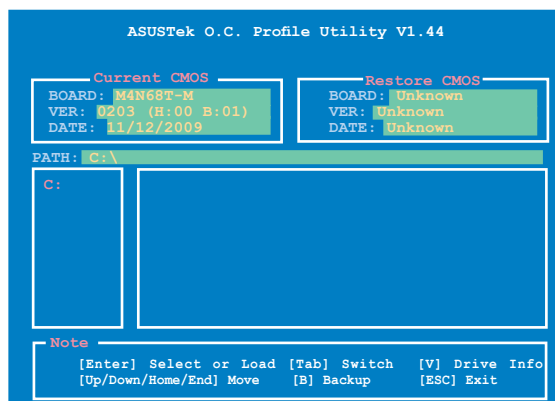 ASUSTek O.C. Profile Utility V1.44
Current CMOS
BOARD: M4N68T-M
VER: 0203 (H:00 B:01)
DATE: 11/12/2009
Restore CMOS
BOARD: Unknown
VER: Unknown
DATE: Unknown
PATH: C:\
C:
Note
[Enter] Select or Load [Tab] Switch [V] Drive Info
[Up/Down/Home/End] Move [B] Backup [ESC] Exit